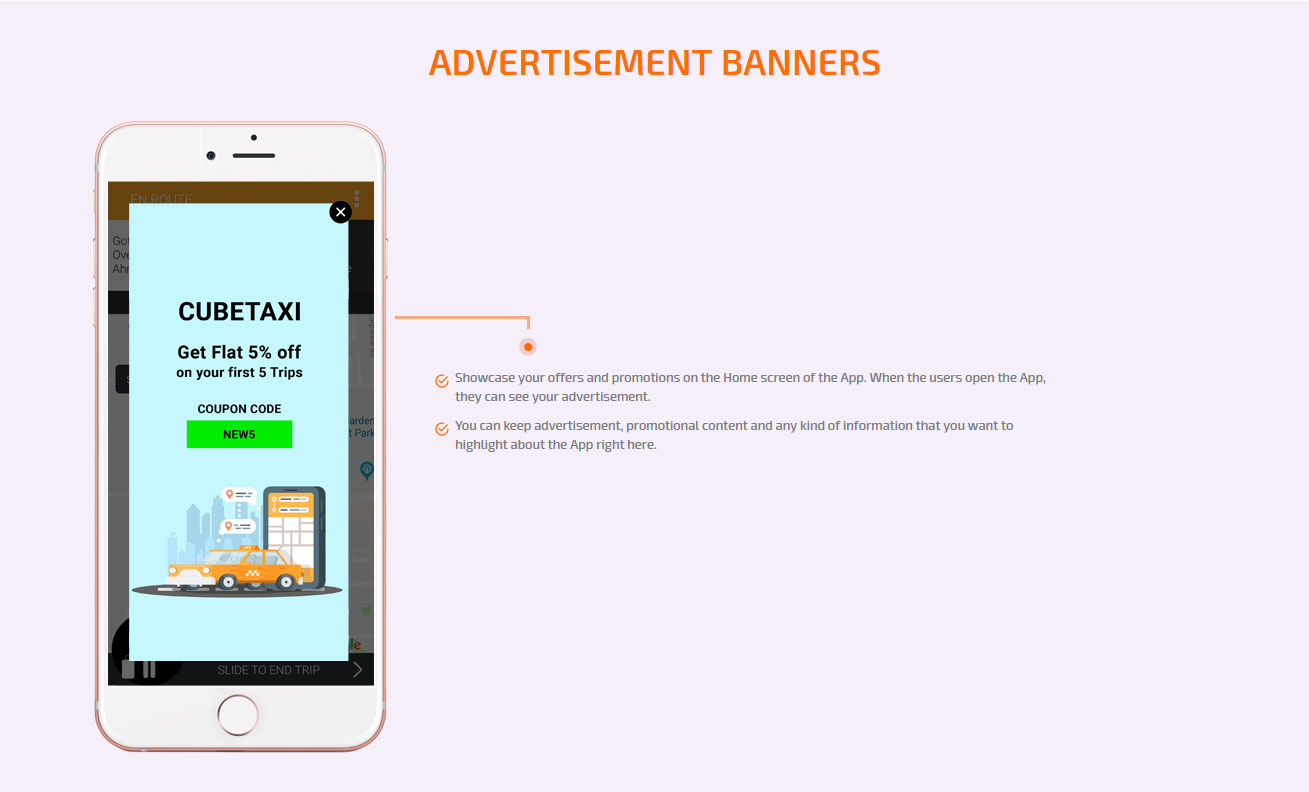 ADVERTISEMENT BANNERS
EN ROUTE
CUBETAXI
Get Flat 5% off
on your first 5 Trips
COUPON CODE
NEW5
SLIDE TO END TRIP
Showcase your offers and promotions on the Home screen of the App. When the users open the App,
they can see your advertisement.
You can keep advertisement, promotional content and any kind of information that you want to
highlight about the App right here.